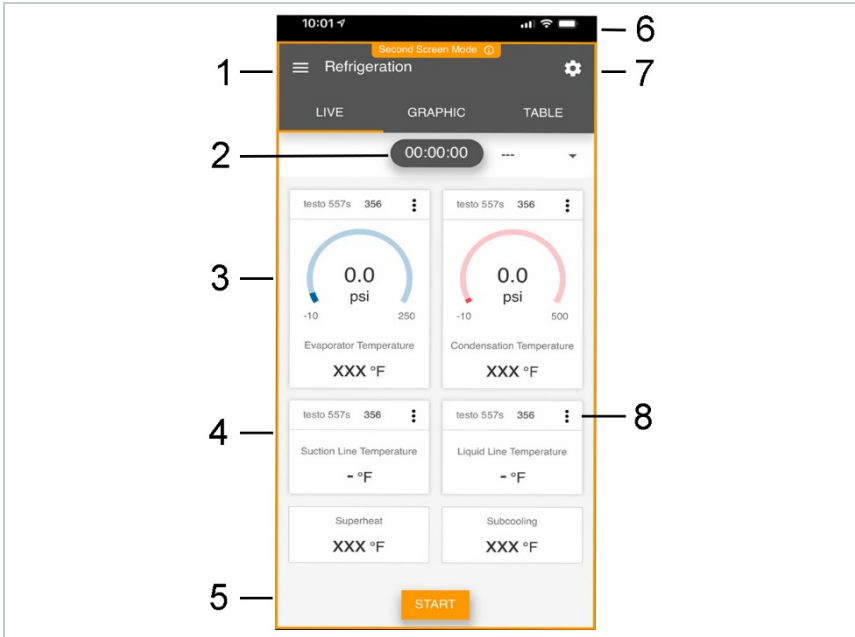 10:01
6
Second Screen Mode
1
Refrigeration
7
LIVE GRAPHIC TABLE
2
00:00:00 ---
testo 557s 356 testo 557s 356
3
0.0 0.0
psi psi
-10 250 -10 500
Evaporator Temperature Condensation Temperature
XXX °F XXX °F
testo 557s 356 testo 557s 356
8
4
Suction Line Temperature Liquid Line Temperature
- °F - °F
Superheat Subcooling
XXX °F XXX °F
5
START